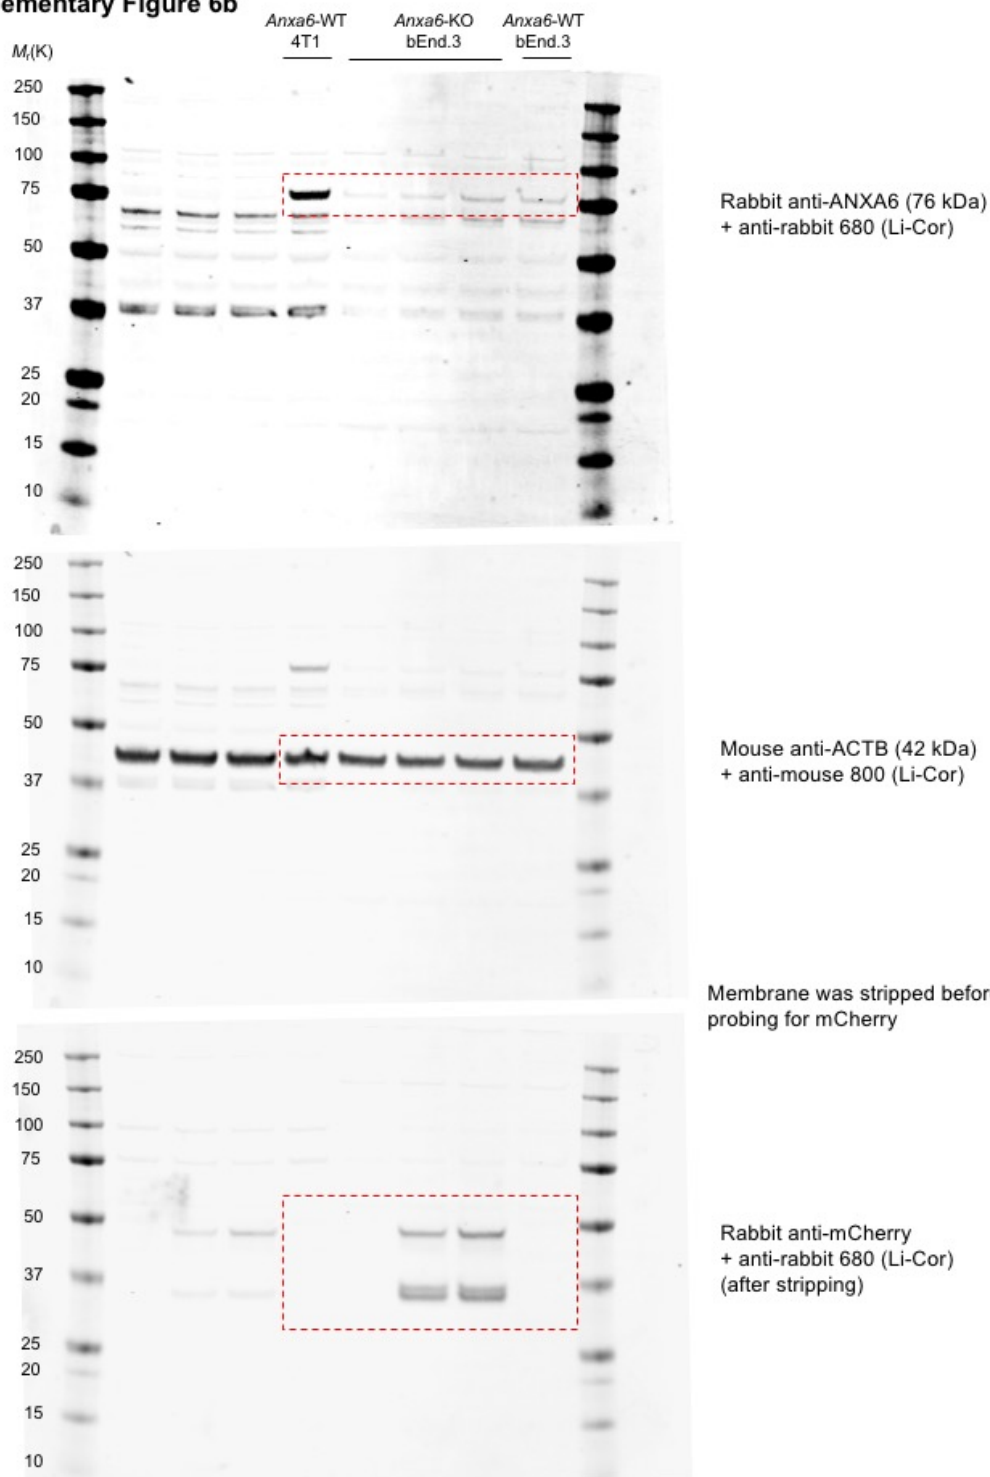 ementary Figure 6b
Anxa6-WT
4T1
Anxa6-KO
bEnd.3
Anxa6-WT
bEnd.3
Mr(K)
250
150
100
75
50
37
25
20
15
10
Rabbit anti-ANXA6 (76 kDa)
+ anti-rabbit 680 (Li-Cor)
250
150
100
75
50
37
25
20
15
10
Mouse anti-ACTB (42 kDa)
+ anti-mouse 800 (Li-Cor)
Membrane was stripped befor
probing for mCherry
250
150
100
75
50
37
25
20
15
10
Rabbit anti-mCherry
+ anti-rabbit 680 (Li-Cor)
(after stripping)